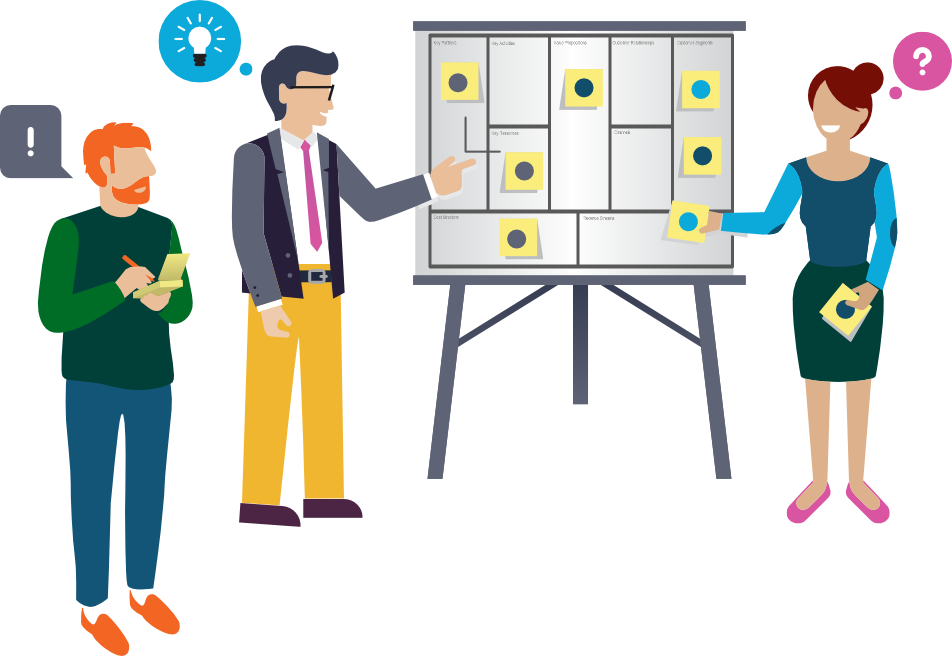 !
?
Key Partners
Key Activities
Value Propositions
Customer Relationships
Customer Segments
Key Resources
Channels
Cost Structure
Revenue Streams